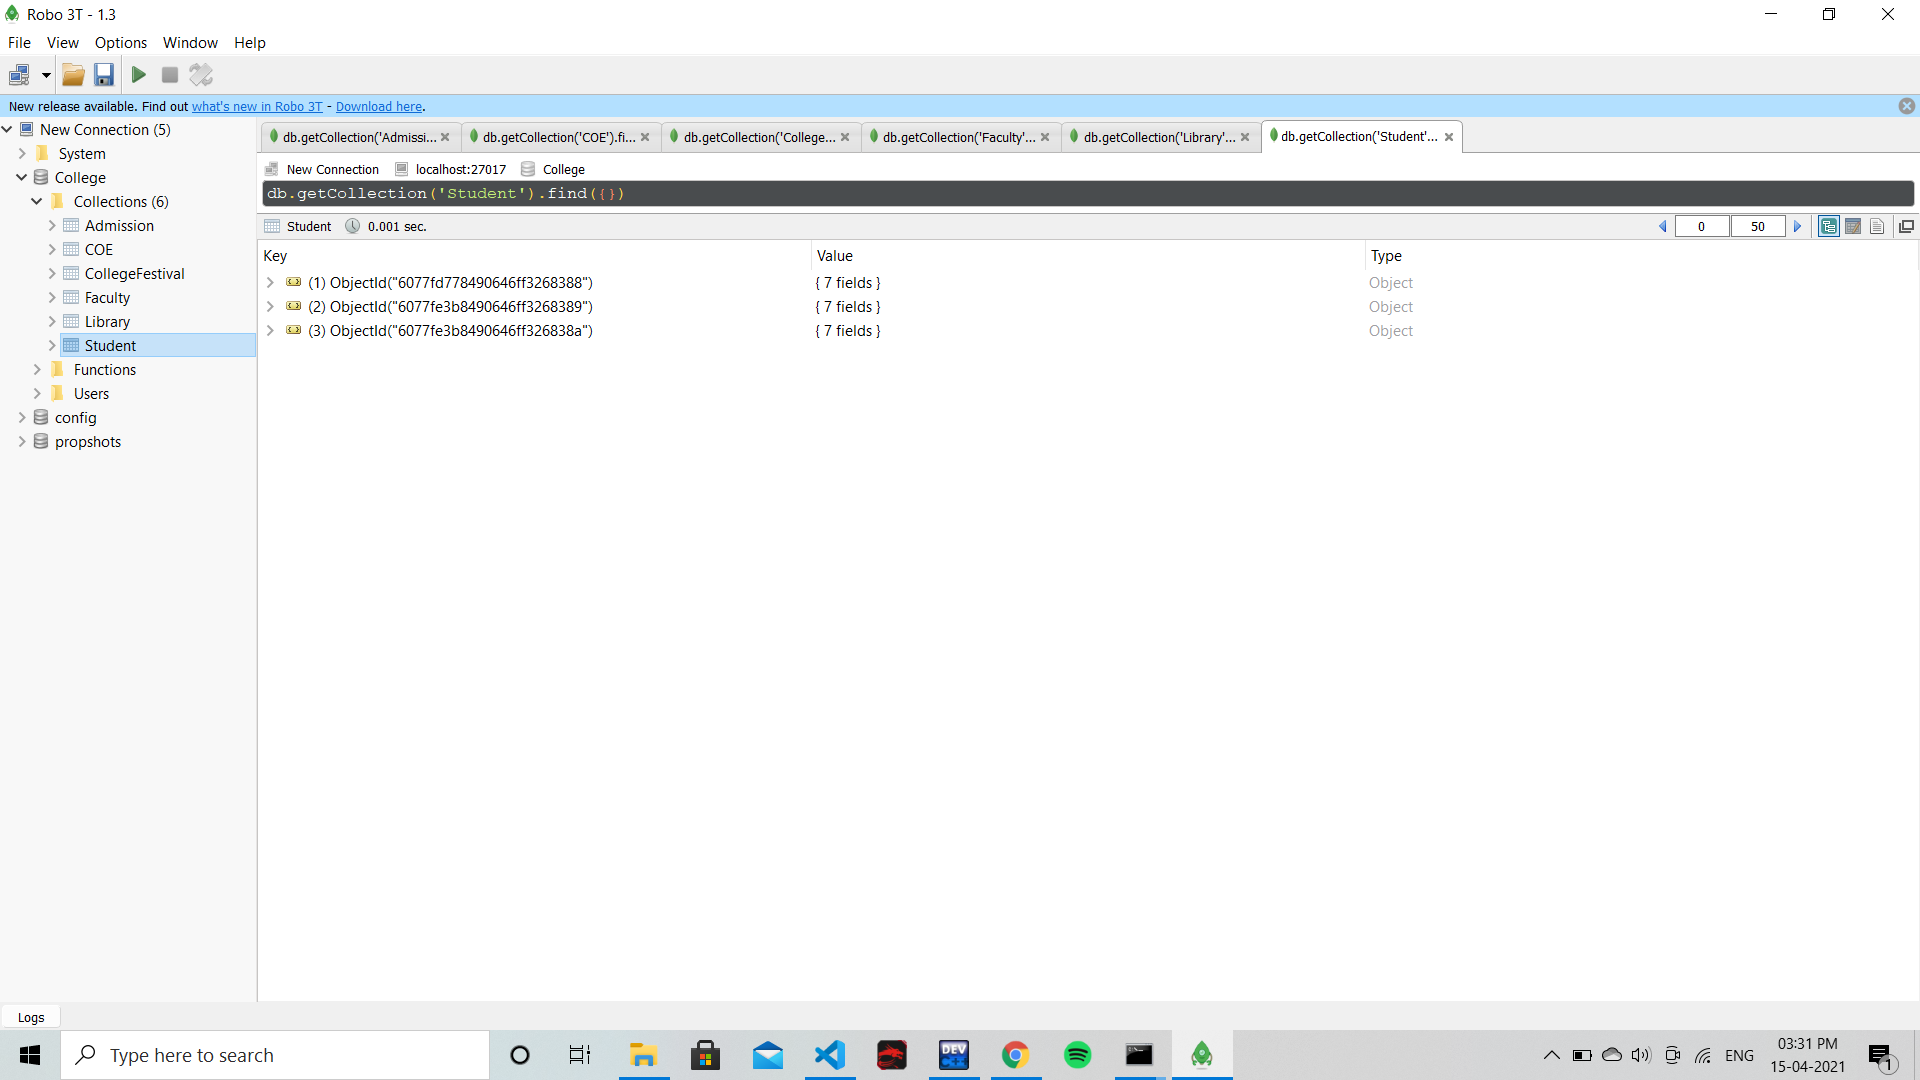 Robo 3T - 1.3
File View Options Window Help
New release available. Find out what's new in Robo 3T - Download here.
New Connection (5)
System
College
Collections (6)
Admission
COE
CollegeFestival
Faculty
Library
Student
Functions
Users
config
propshots
db.getCollection('Admissi... db.getCollection('COE').fi... db.getCollection('College... db.getCollection('Faculty'... db.getCollection('Library'... db.getCollection('Student'...
New Connection localhost:27017 College
db.getCollection('Student').find({})
Student 0.001 sec. 0 50
Key Value Type
(1) ObjectId("6077fd778490646ff3268388") { 7 fields } Object
(2) ObjectId("6077fe3b8490646ff3268389") { 7 fields } Object
(3) ObjectId("6077fe3b8490646ff326838a") { 7 fields } Object
Logs
Type here to search
DEV
C++
ENG
03:31 PM
15-04-2021
1